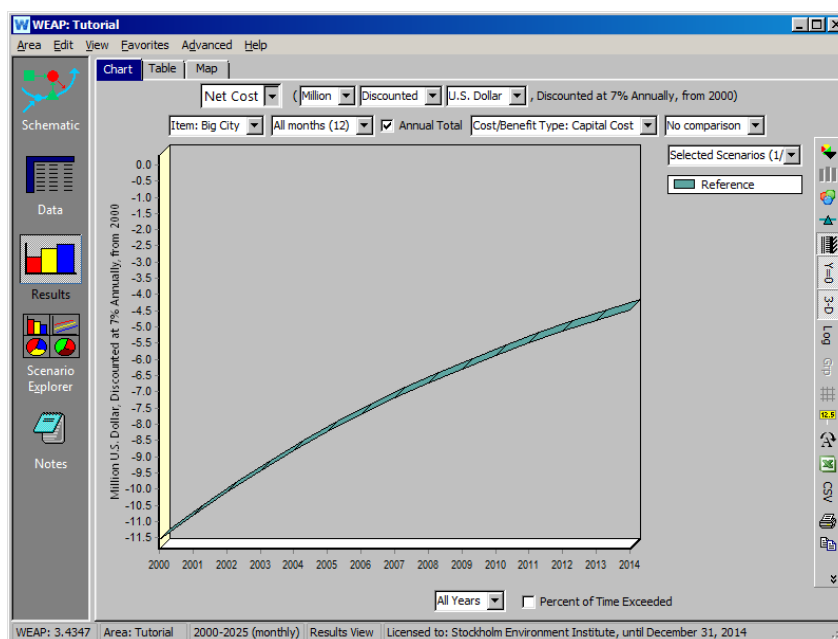 WEAP: Tutorial
Area Edit View Favorites Advanced Help
Chart Table Map
Net Cost ( Million Discounted U.S. Dollar , Discounted at 7% Annually, from 2000)
Item: Big City All months (12) Annual Total Cost/Benefit Type: Capital Cost No comparison
Selected Scenarios (1/
Reference
Schematic
Data
Results
Scenario
Explorer
Notes
Million U.S. Dollar, Discounted at 7% Annually, from 2000
0.0
-0.5
-1.0
-1.5
-2.0
-2.5
-3.0
-3.5
-4.0
-4.5
-5.0
-5.5
-6.0
-6.5
-7.0
-7.5
-8.0
-8.5
-9.0
-9.5
-10.0
-10.5
-11.0
-11.5
2000 2001 2002 2003 2004 2005 2006 2007 2008 2009 2010 2011 2012 2013 2014
Y=0
3-D
Log
Grp
12.5
A
CSV
All Years Percent of Time Exceeded
WEAP: 3.4347 Area: Tutorial 2000-2025 (monthly) Results View Licensed to: Stockholm Environment Institute, until December 31, 2014